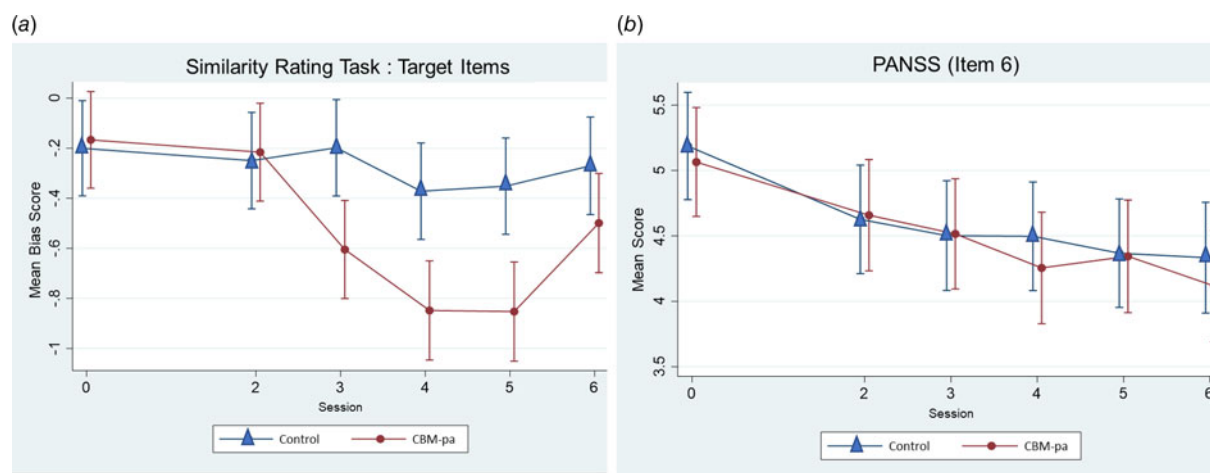 (a)
Similarity Rating Task : Target Items
Mean Bias Score
0
-.2
-.4
-.6
-.8
-1
0 2 3 4 5 6
Session
Control CBM-pa
(b)
PANSS (Item 6)
Mean Score
5.5
5
4.5
4
3.5
0 2 3 4 5 6
Session
Control CBM-pa